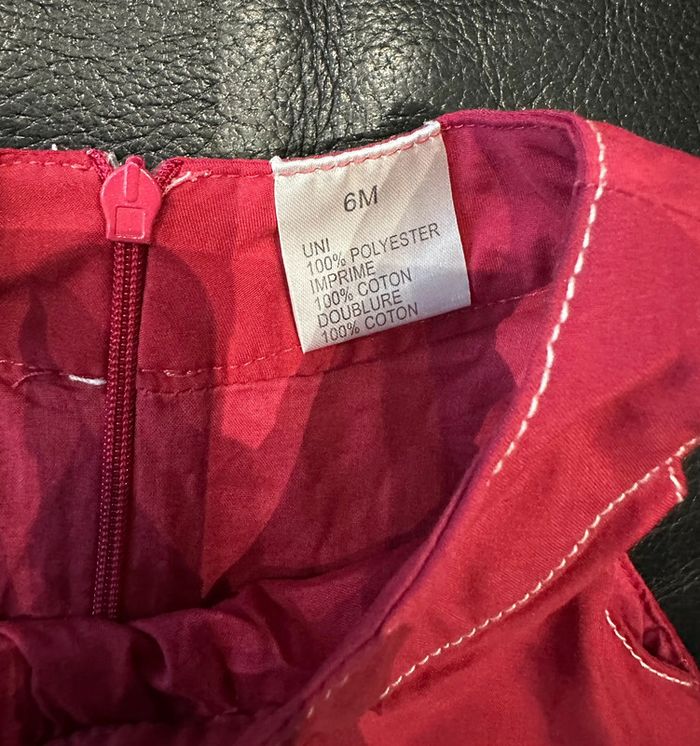 6M
UNI
100% POLYESTER
IMPRIME
100% COTON
DOUBLURE
100% COTON